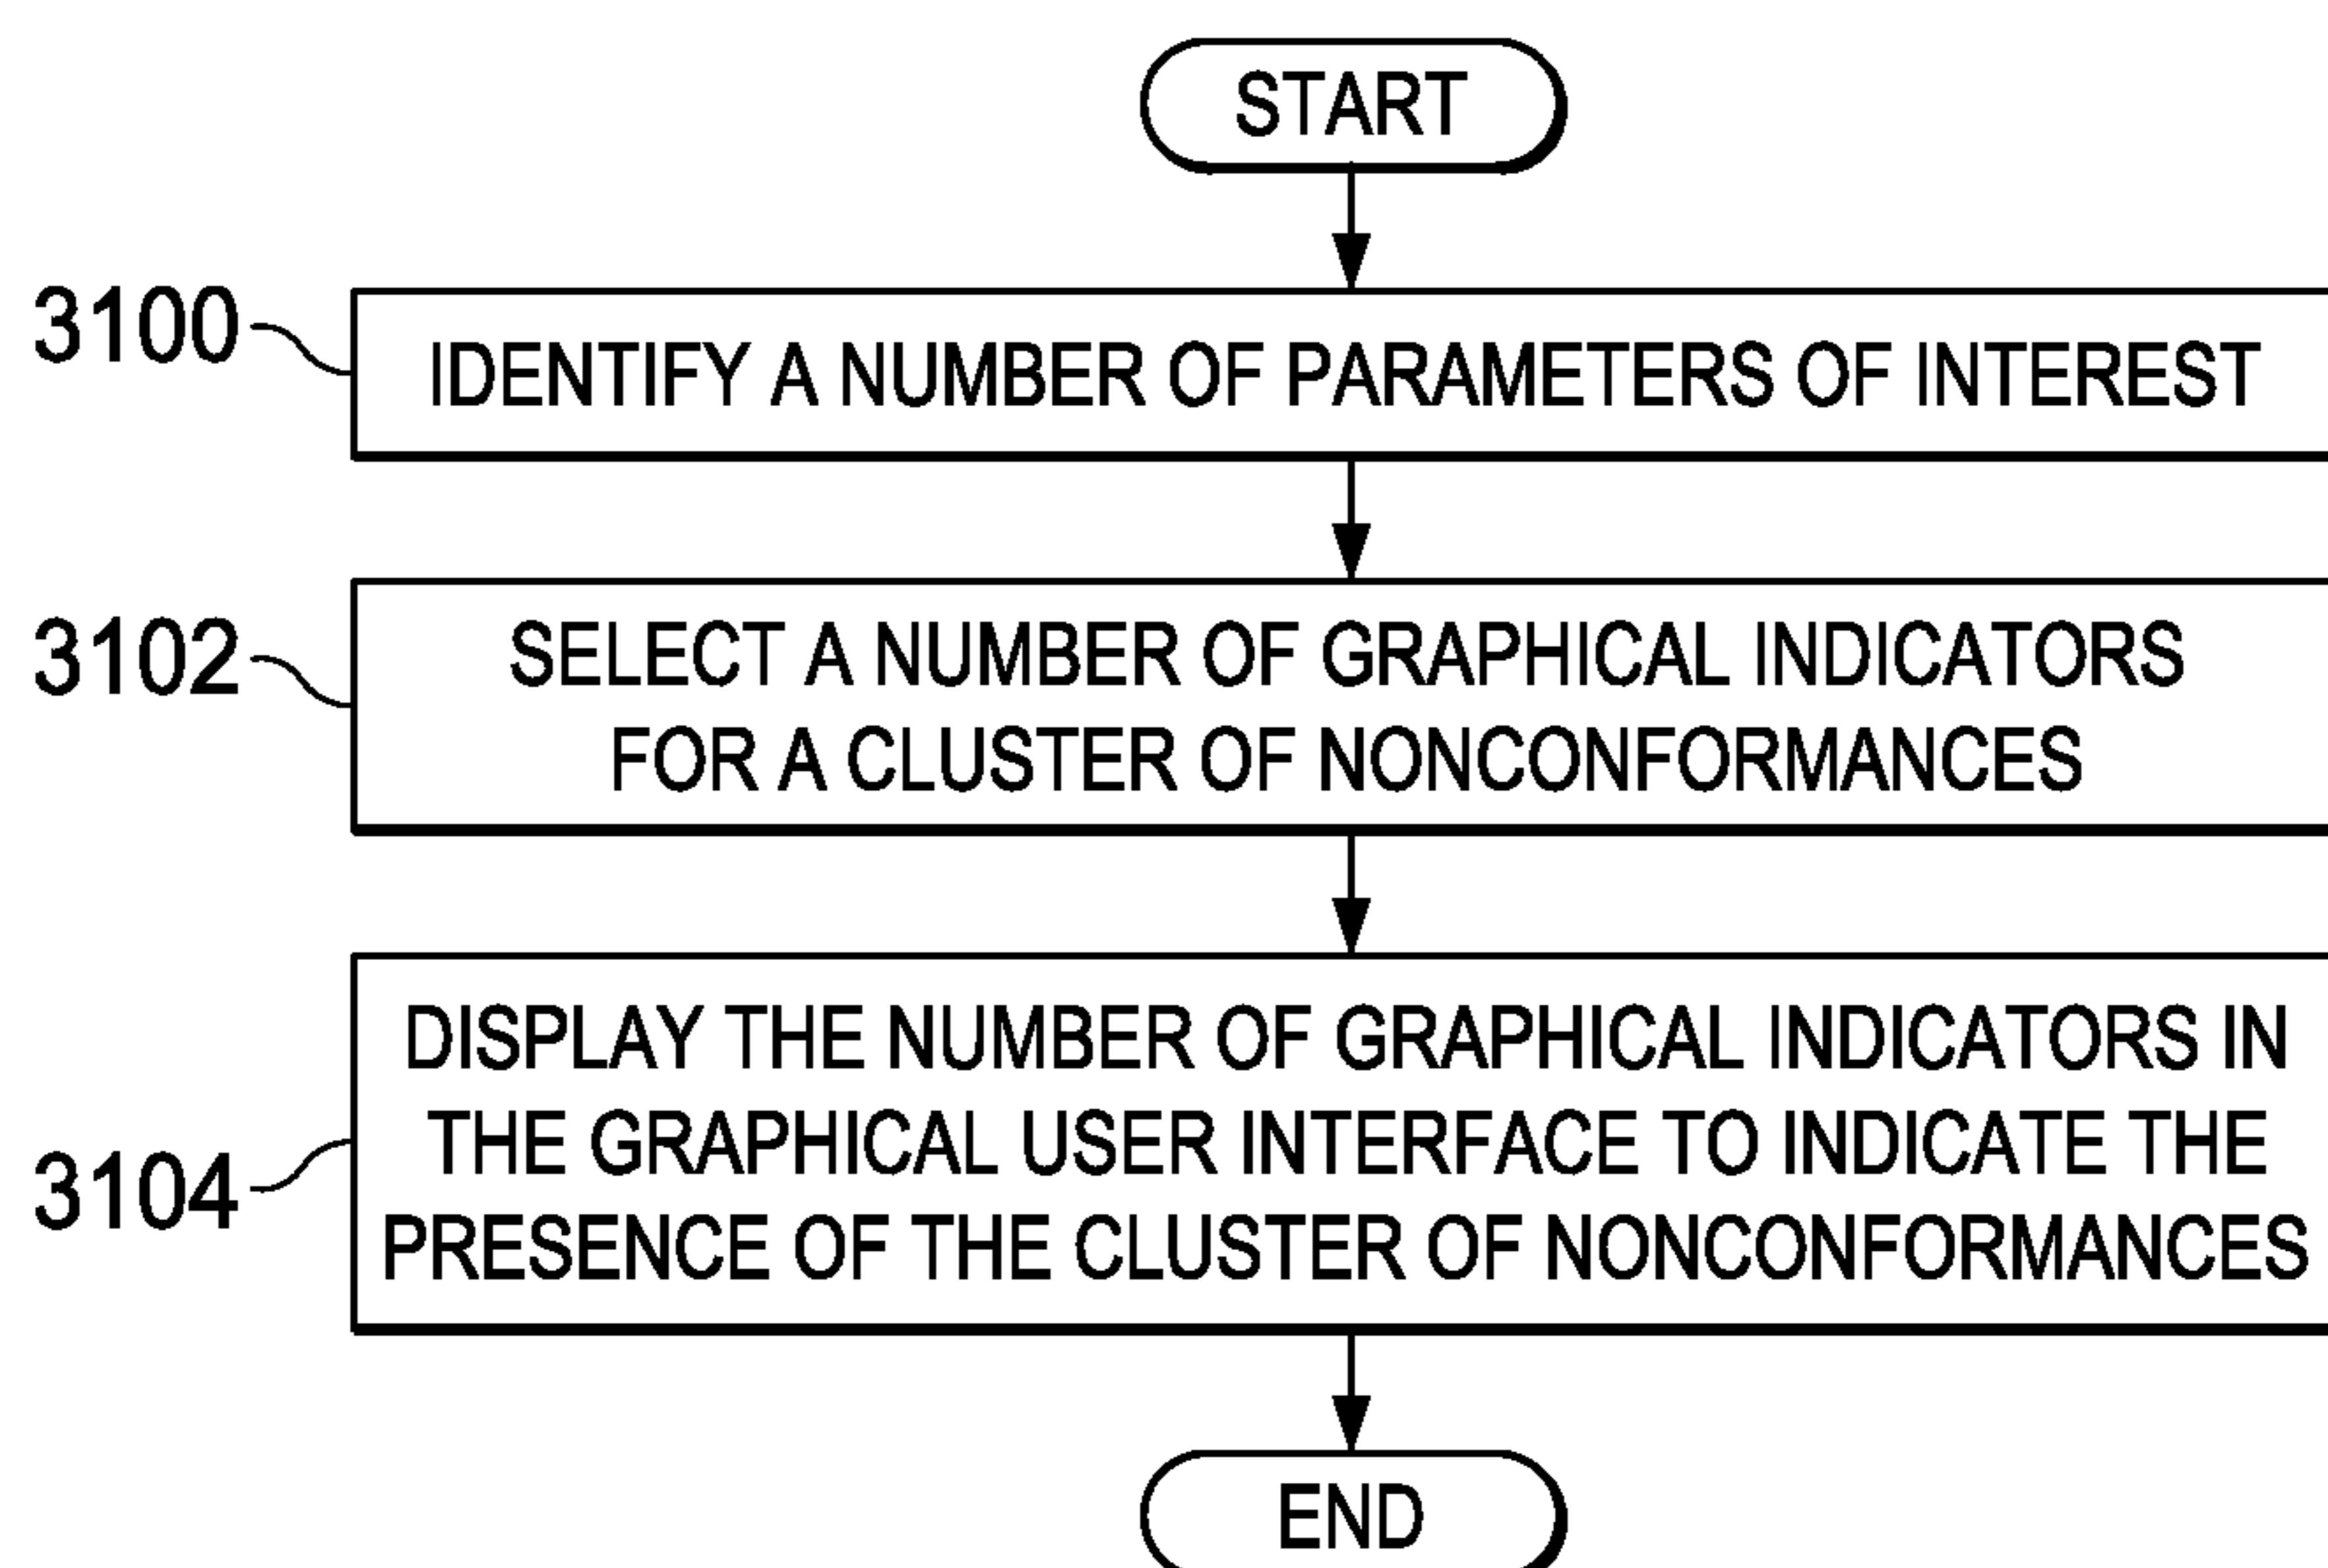 START
3100
IDENTIFY A NUMBER OF PARAMETERS OF INTEREST
3102
SELECT A NUMBER OF GRAPHICAL INDICATORS
FOR A CLUSTER OF NONCONFORMANCES
3104
DISPLAY THE NUMBER OF GRAPHICAL INDICATORS IN
THE GRAPHICAL USER INTERFACE TO INDICATE THE
PRESENCE OF THE CLUSTER OF NONCONFORMANCES
END